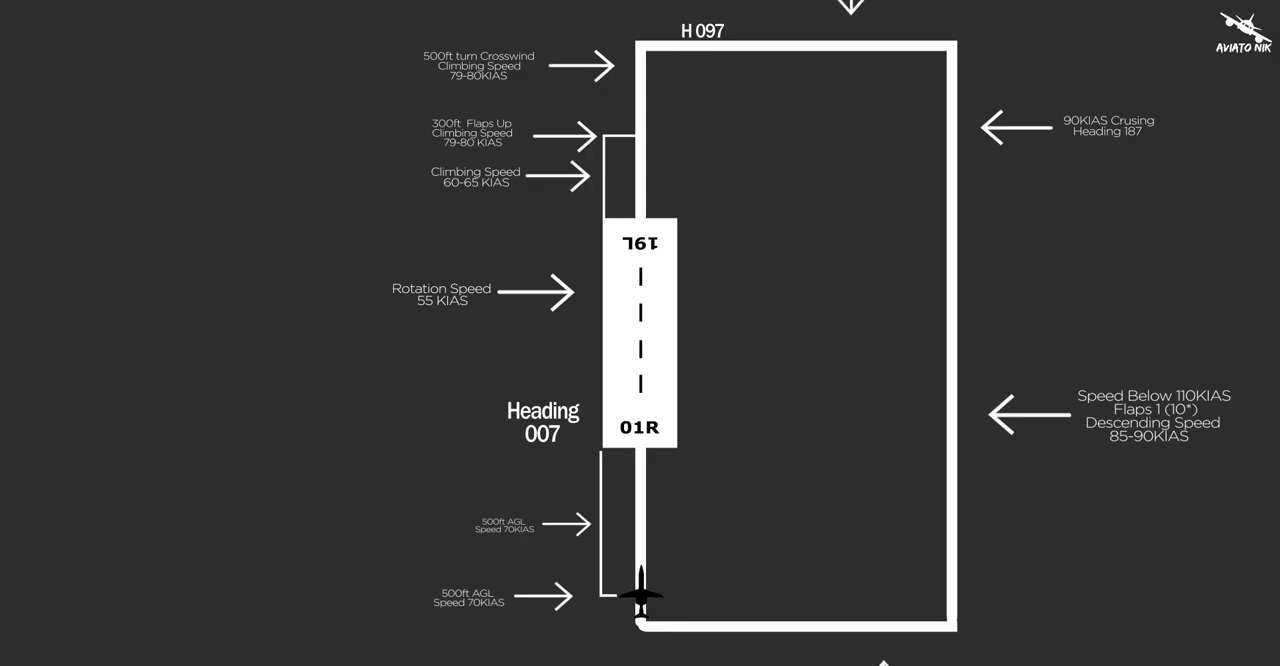 H 097
AVIATO NIK
500ft turn Crosswind
Climbing Speed
79-80KIAS
300ft Flaps Up
Climbing Speed
79-80 KIAS
90KIAS Crusing
Heading 187
Climbing Speed
60-65 KIAS
19L
Rotation Speed
55 KIAS
Heading
007
01R
Speed Below 110KIAS
Flaps 1 (10*)
Descending Speed
85-90KIAS
500ft AGL
Speed 70KIAS
500ft AGL
Speed 70KIAS